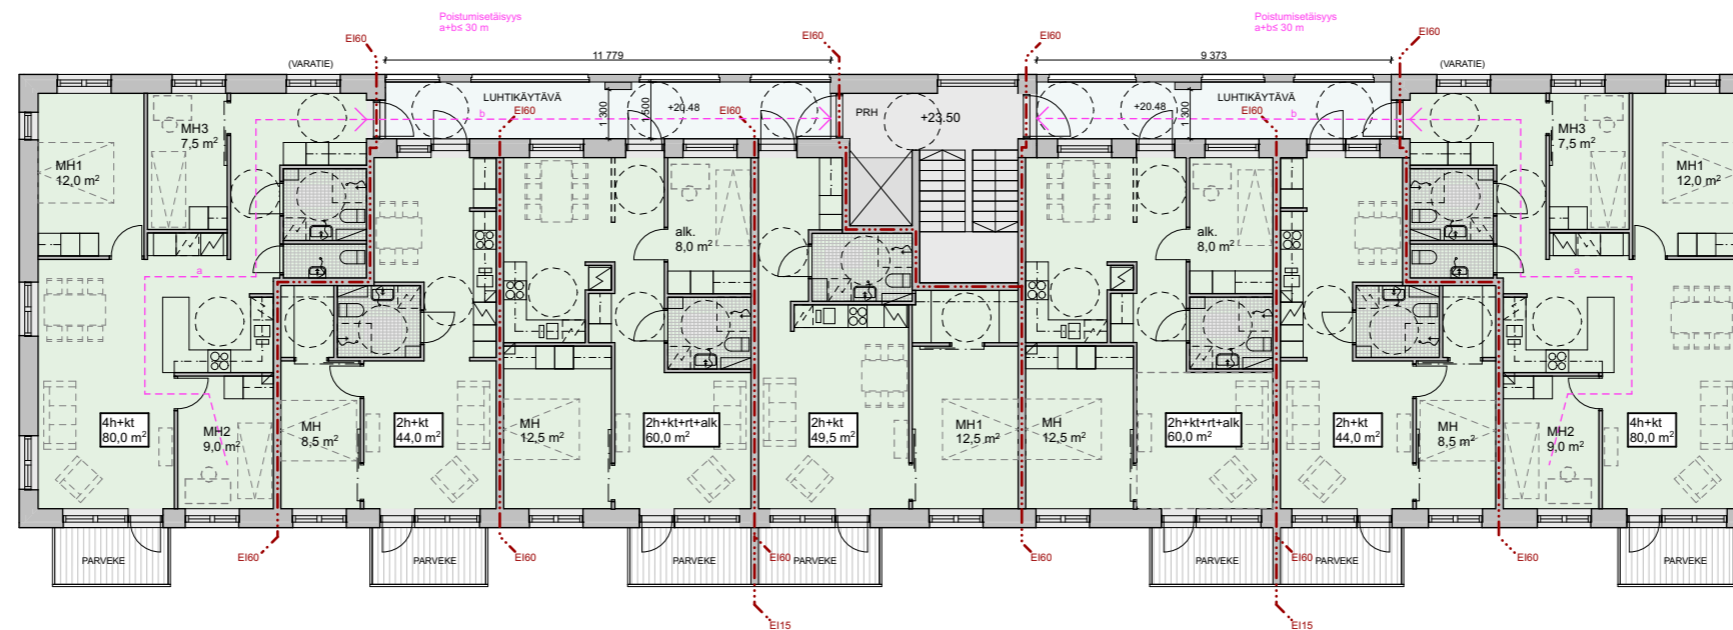 Poistumisetäisyys
a+b≤ 30 m
Poistumisetäisyys
a+b≤ 30 m
EI60
EI60
EI60
EI60
11 779
9 373
(VARATIE)
(VARATIE)
LUHTIKÄYTÄVÄ
EI60
1 300
+20.48
EI60
b
PRH
+23.50
+20.48
1 300
LUHTIKÄYTÄVÄ
EI60
b
MH3
7,5 m²
MH1
12,0 m²
MH3
7,5 m²
MH1
12,0 m²
alk.
8,0 m²
alk.
8,0 m²
a
a
4h+kt
80,0 m²
MH2
9,0 m²
MH
8,5 m²
2h+kt
44,0 m²
MH
12,5 m²
2h+kt+rt+alk
60,0 m²
2h+kt
49,5 m²
MH1
12,5 m²
MH
12,5 m²
2h+kt+rt+alk
60,0 m²
2h+kt
44,0 m²
MH
8,5 m²
MH2
9,0 m²
4h+kt
80,0 m²
PARVEKE
EI60
PARVEKE
EI60
PARVEKE
EI60
PARVEKE
EI60
PARVEKE
EI60
PARVEKE
EI60
PARVEKE
EI15
EI15